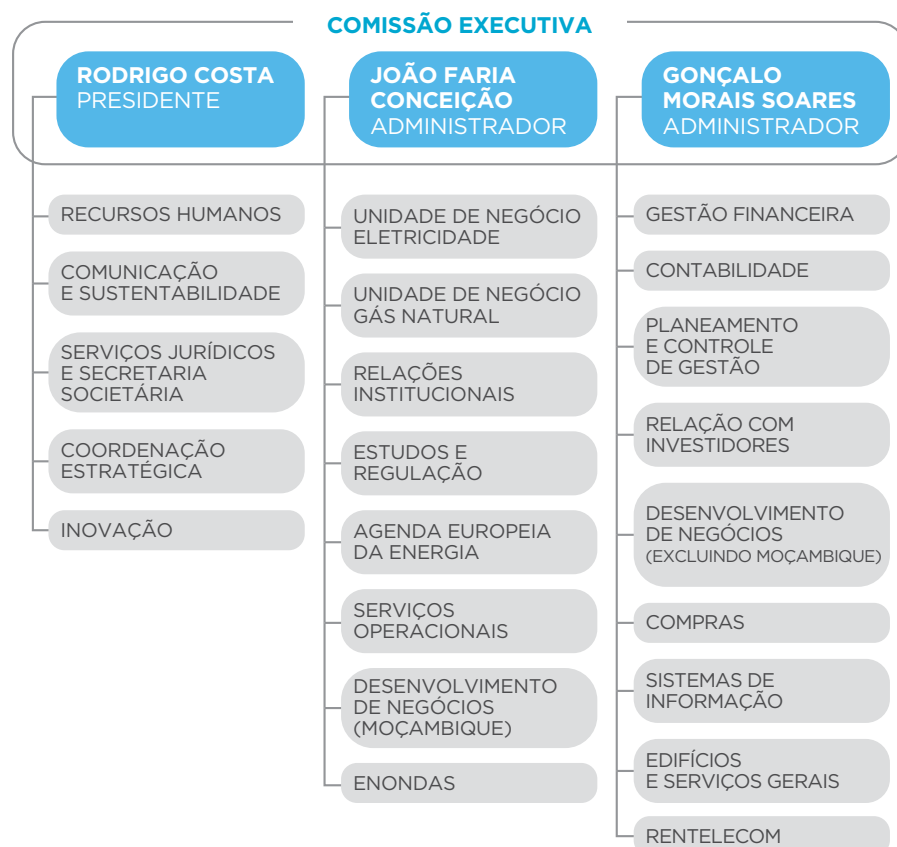 COMISSÃO EXECUTIVA
RODRIGO COSTA
PRESIDENTE
RECURSOS HUMANOS
COMUNICAÇÃO
E SUSTENTABILIDADE
SERVIÇOS JURÍDICOS
E SECRETARIA
SOCIETÁRIA
COORDENAÇÃO
ESTRATÉGICA
INOVAÇÃO
JOÃO FARIA
CONCEIÇÃO
ADMINISTRADOR
UNIDADE DE NEGÓCIO
ELETRICIDADE
UNIDADE DE NEGÓCIO
GÁS NATURAL
RELAÇÕES
INSTITUCIONAIS
ESTUDOS E
REGULAÇÃO
AGENDA EUROPEIA
DA ENERGIA
SERVIÇOS
OPERACIONAIS
DESENVOLVIMENTO
DE NEGÓCIOS
(MOÇAMBIQUE)
ENONDAS
GONÇALO
MORAIS SOARES
ADMINISTRADOR
GESTÃO FINANCEIRA
CONTABILIDADE
PLANEAMENTO
E CONTROLE
DE GESTÃO
RELAÇÃO COM
INVESTIDORES
DESENVOLVIMENTO
DE NEGÓCIOS
(EXCLUINDO MOÇAMBIQUE)
COMPRAS
SISTEMAS DE
INFORMAÇÃO
EDIFÍCIOS
E SERVIÇOS GERAIS
RENTELECOM